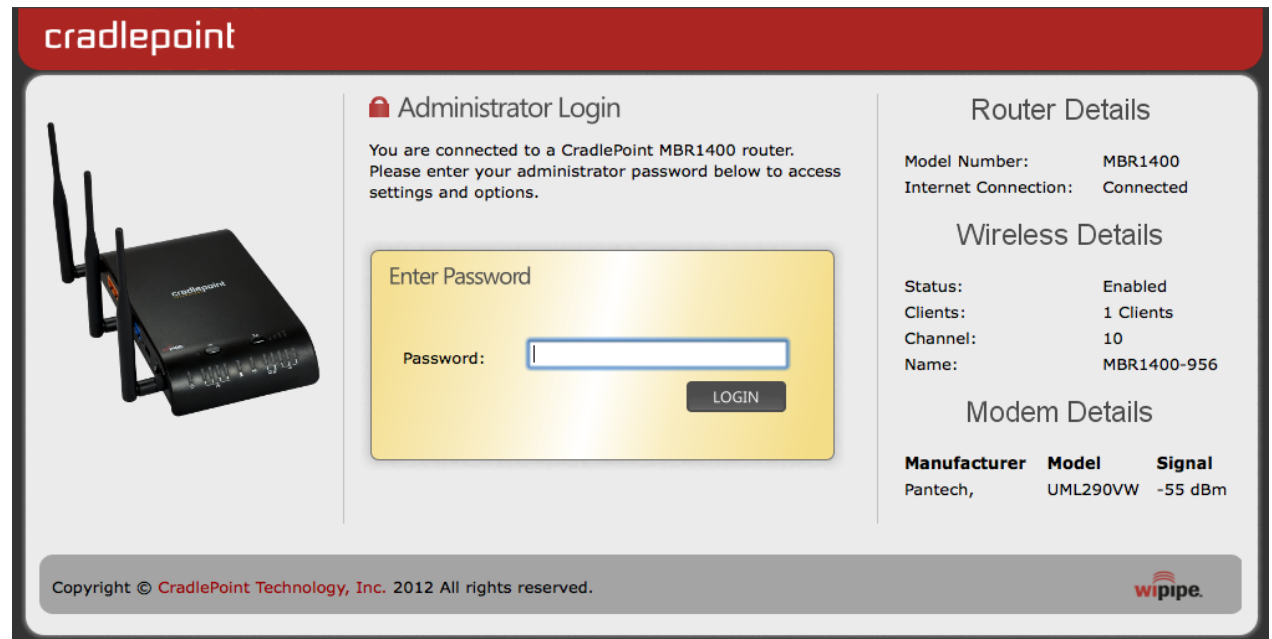 cradlepoint
Administrator Login
You are connected to a CradlePoint MBR1400 router.
Please enter your administrator password below to access
settings and options.
Enter Password
Password:
LOGIN
Router Details
Model Number: MBR1400
Internet Connection: Connected
Wireless Details
Status: Enabled
Clients: 1 Clients
Channel: 10
Name: MBR1400-956
Modem Details
Manufacturer Model Signal
Pantech, UML290VW -55 dBm
cradlepoint
Copyright © CradlePoint Technology, Inc. 2012 All rights reserved.
wipipe.